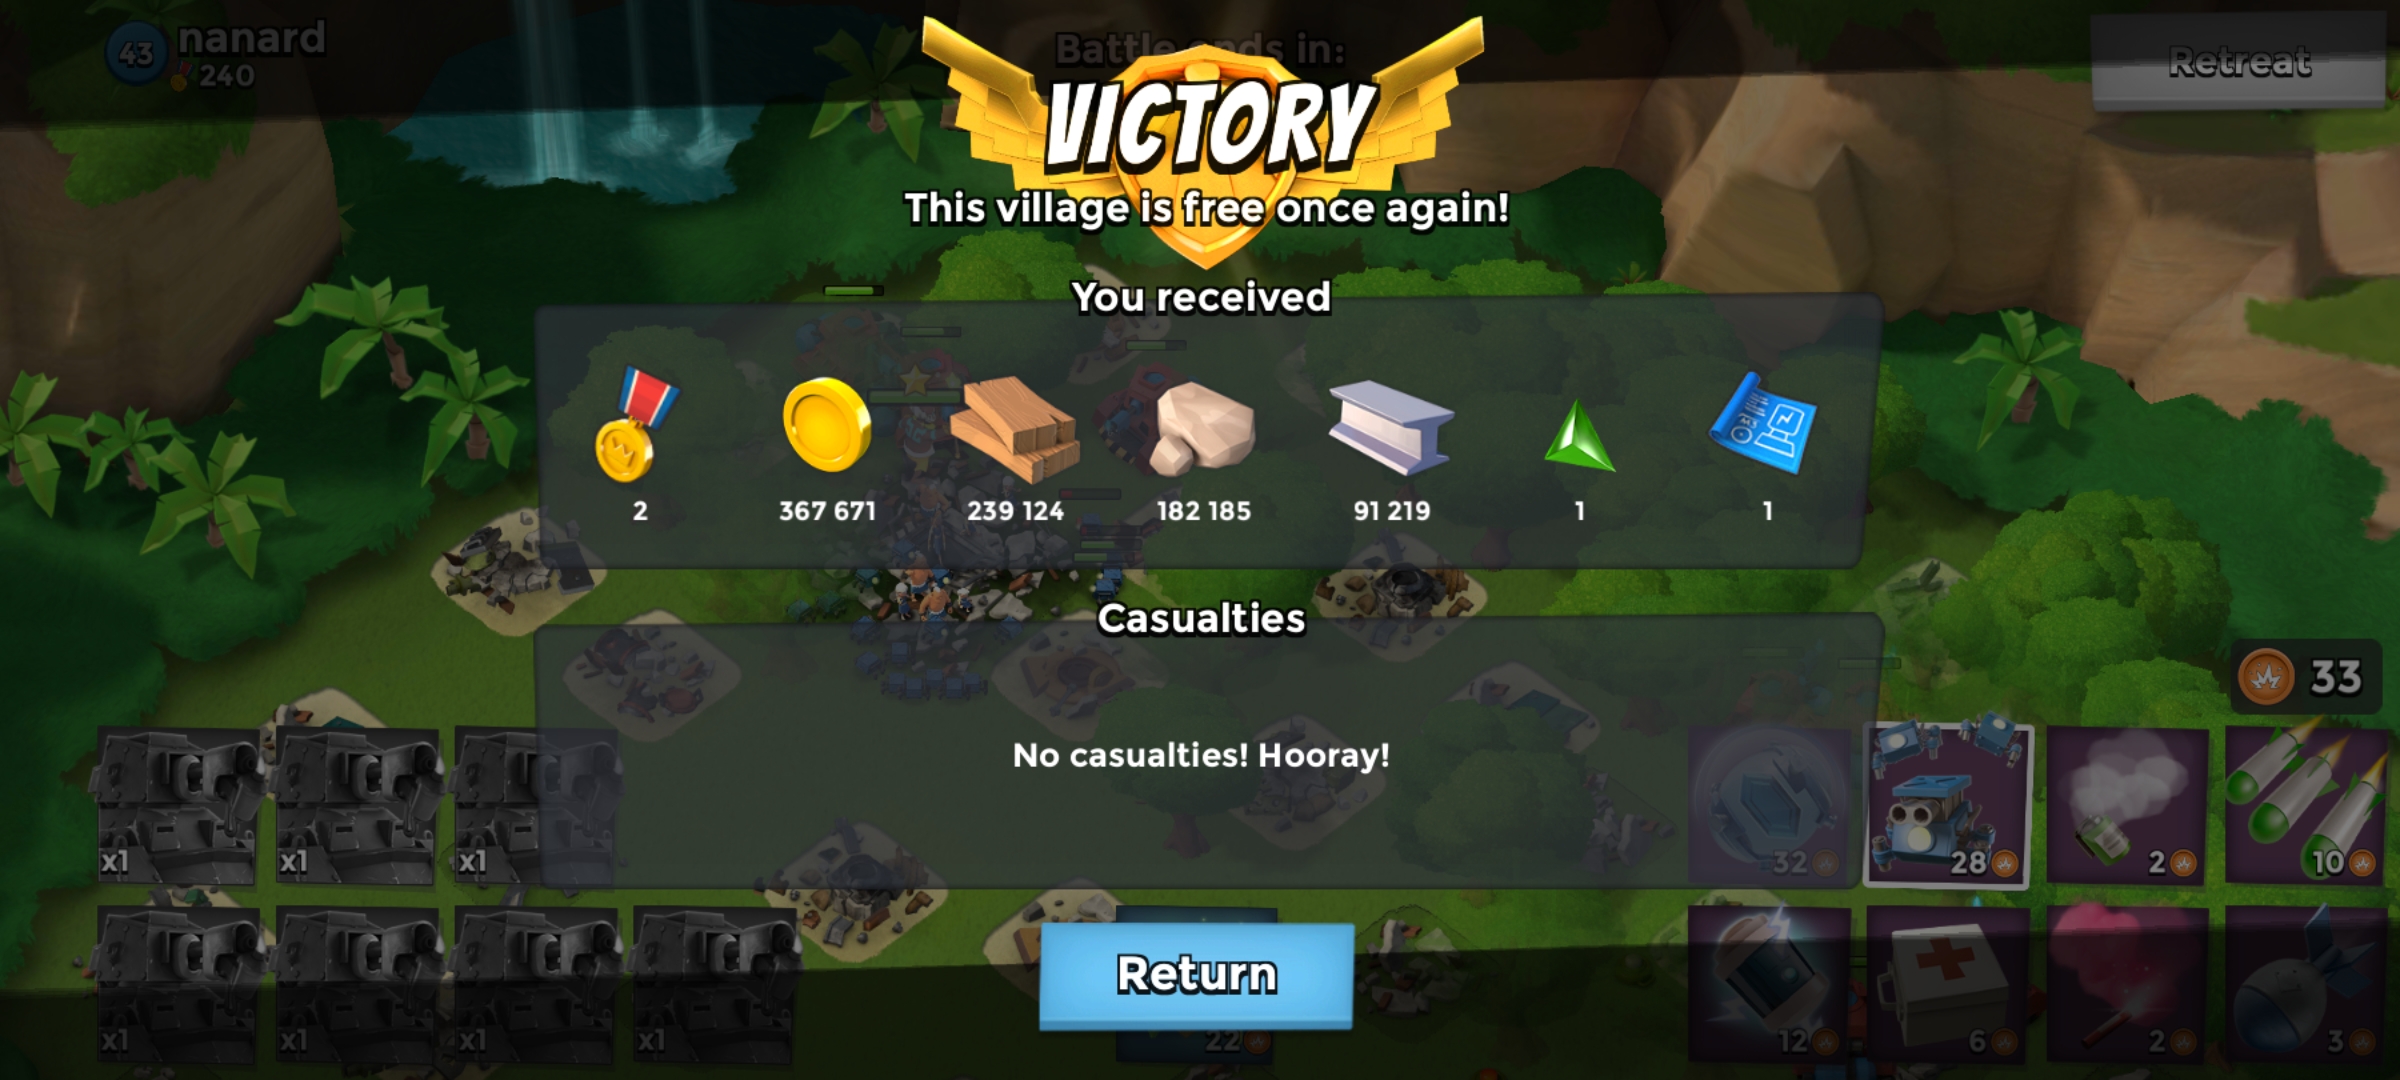 43 nanard
240
Battle ends in:
Retreat
VICTORY
This village is free once again!
You received
2
367 671
239 124
182 185
91 219
1
1
Casualties
No casualties! Hooray!
33
x1
x1
x1
32
28
2
10
Return
x1
x1
x1
x1
22
12
6
2
3